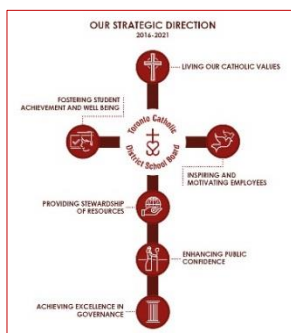 OUR STRATEGIC DIRECTION
2016-2021
LIVING OUR CATHOLIC VALUES
FOSTERING STUDENT
ACHIEVEMENT AND WELL BEING
Toronto Catholic
District School Board
INSPIRING AND
MOTIVATING EMPLOYEES
PROVIDING STEWARDSHIP
OF RESOURCES
ENHANCING PUBLIC
CONFIDENCE
ACHIEVING EXCELLENCE IN
GOVERNANCE